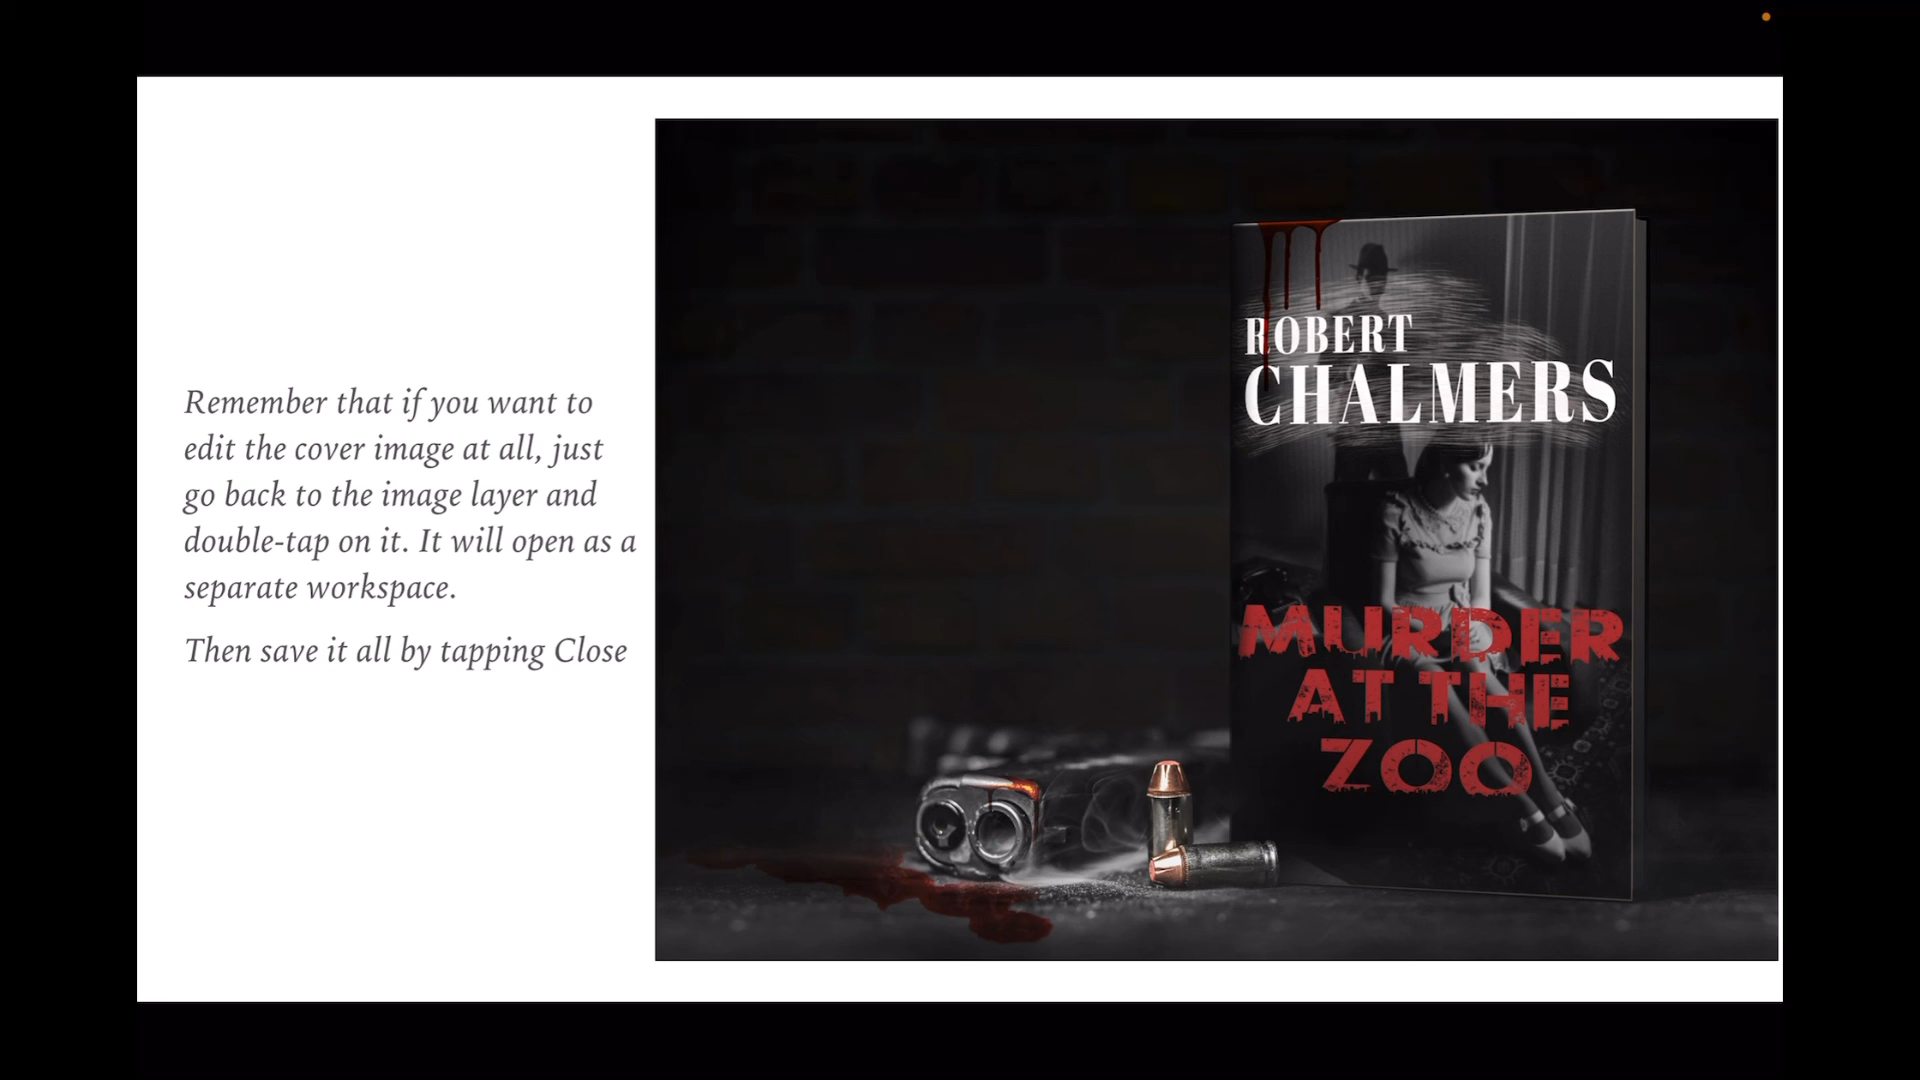 Remember that if you want to
edit the cover image at all, just
go back to the image layer and
double-tap on it. It will open as a
separate workspace.
Then save it all by tapping Close
ROBERT
CHALMERS
MURDER
AT THE
ZOO